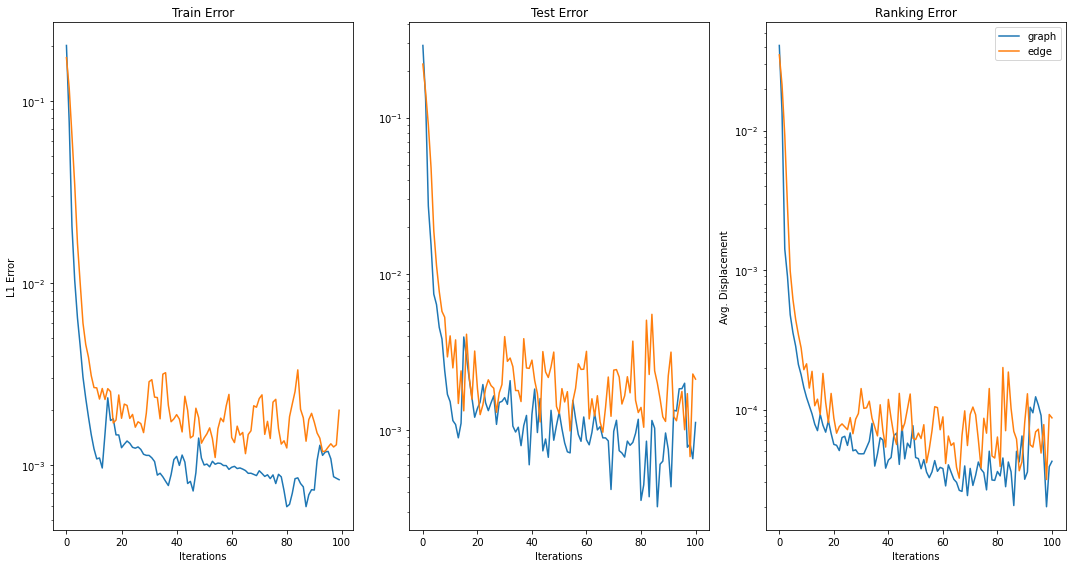 Train Error
L1 Error
10⁻¹
10⁻²
10⁻³
0
20
40
60
80
100
Iterations
Test Error
10⁻¹
10⁻²
10⁻³
0
20
40
60
80
100
Iterations
Ranking Error
graph
edge
Avg. Displacement
10⁻²
10⁻³
10⁻⁴
0
20
40
60
80
100
Iterations